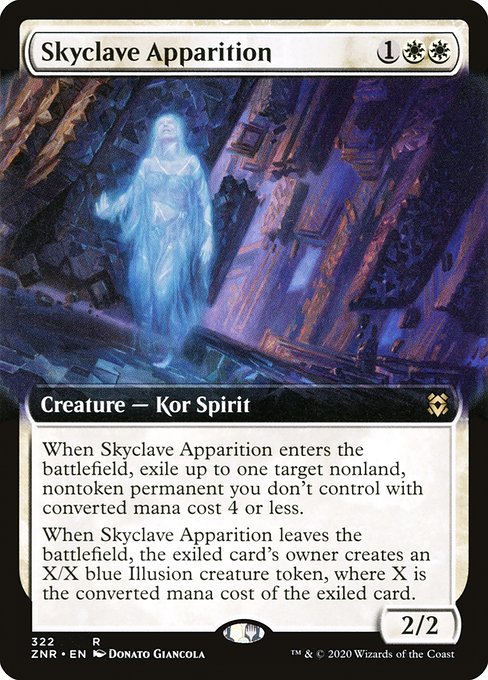 Skyclave Apparition 1
Creature — Kor Spirit
When Skyclave Apparition enters the
battlefield, exile up to one target nonland,
nontoken permanent you don't control with
converted mana cost 4 or less.
When Skyclave Apparition leaves the
battlefield, the exiled card's owner creates an
X/X blue Illusion creature token, where X is
the converted mana cost of the exiled card.
2/2
322 R
ZNR • EN Donato Giancola
™ & © 2020 Wizards of the Coast